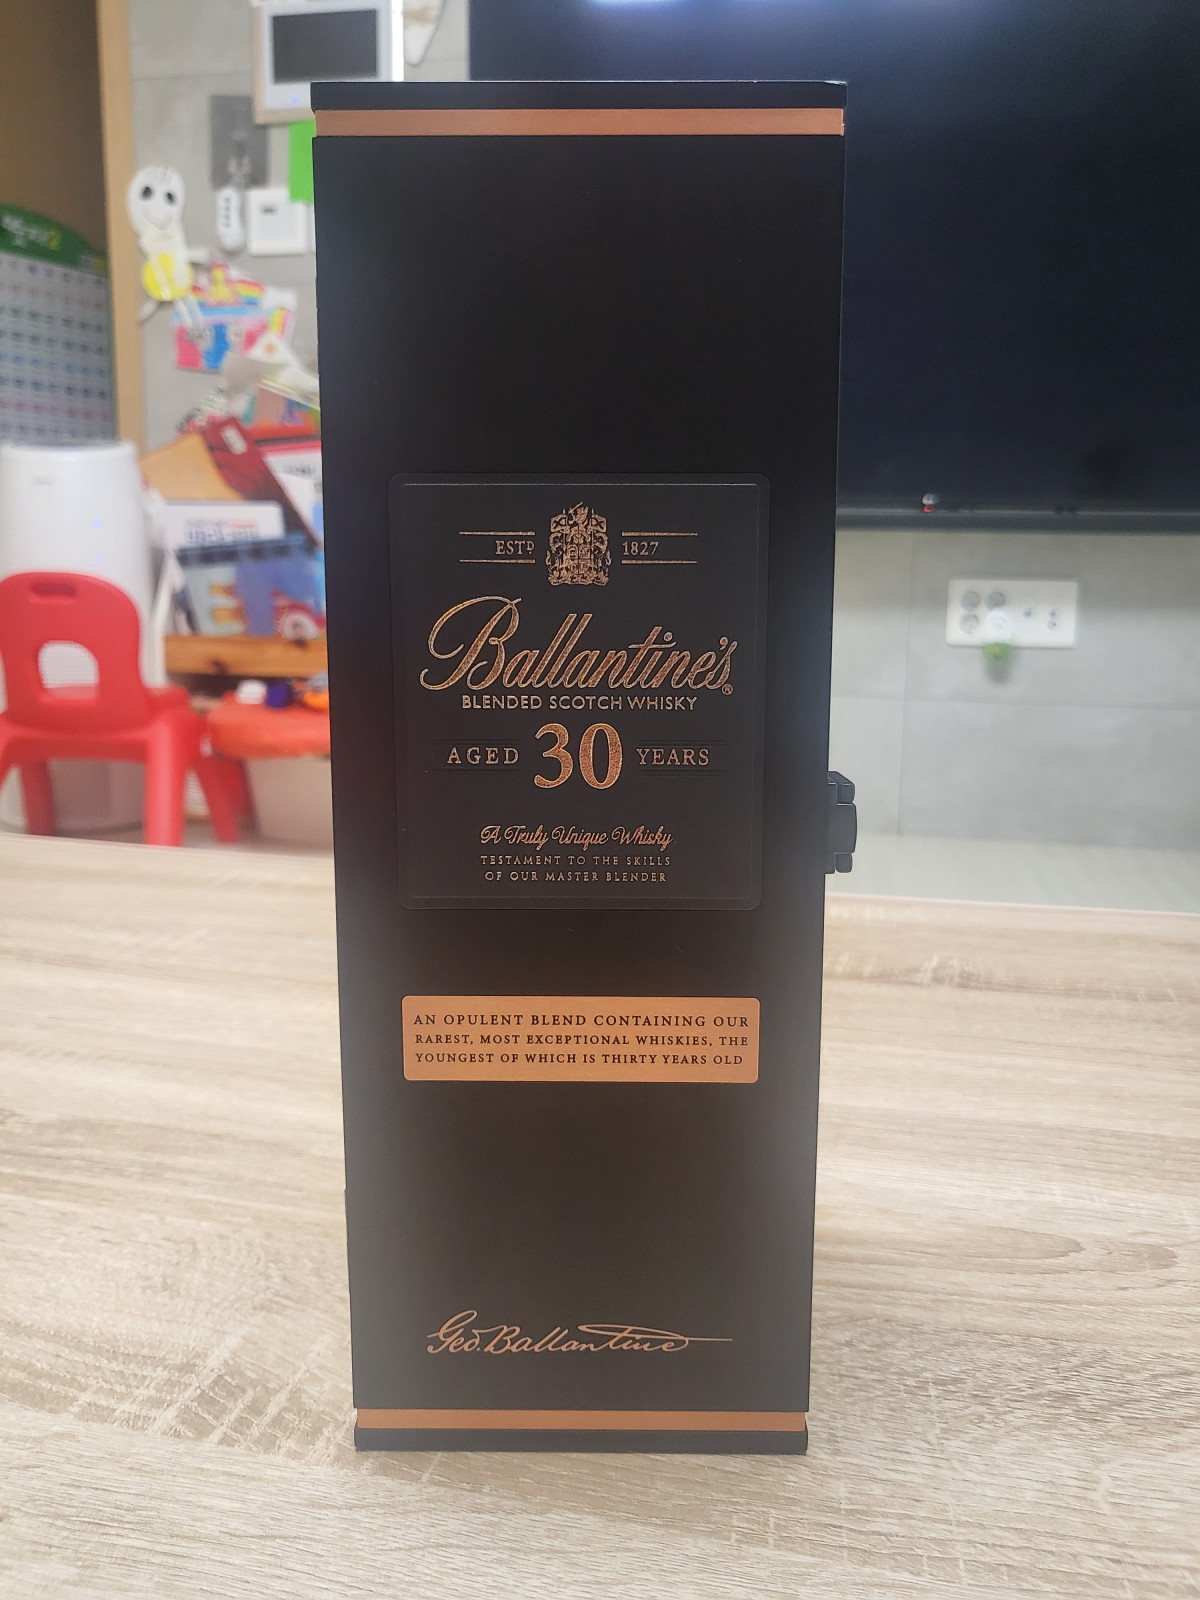 ESTD 1827
Ballantine's®
BLENDED SCOTCH WHISKY
AGED 30 YEARS
A Truly Unique Whisky
TESTAMENT TO THE SKILLS
OF OUR MASTER BLENDER
AN OPULENT BLEND CONTAINING OUR
RAREST, MOST EXCEPTIONAL WHISKIES, THE
YOUNGEST OF WHICH IS THIRTY YEARS OLD
Geo. Ballantine